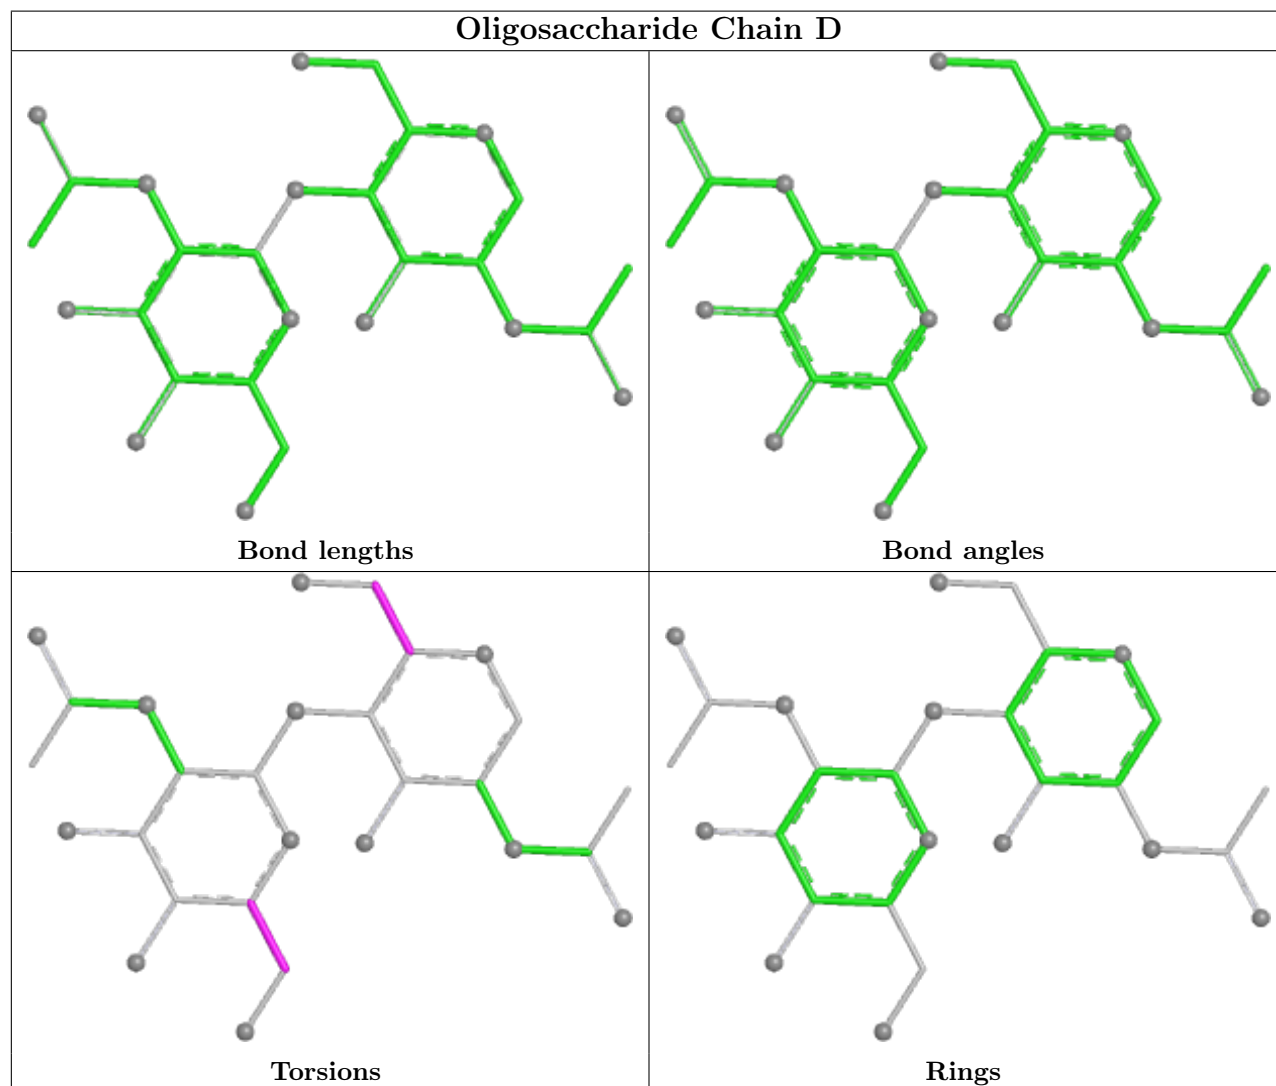 Oligosaccharide Chain D
Bond lengths
Bond angles
Torsions
Rings